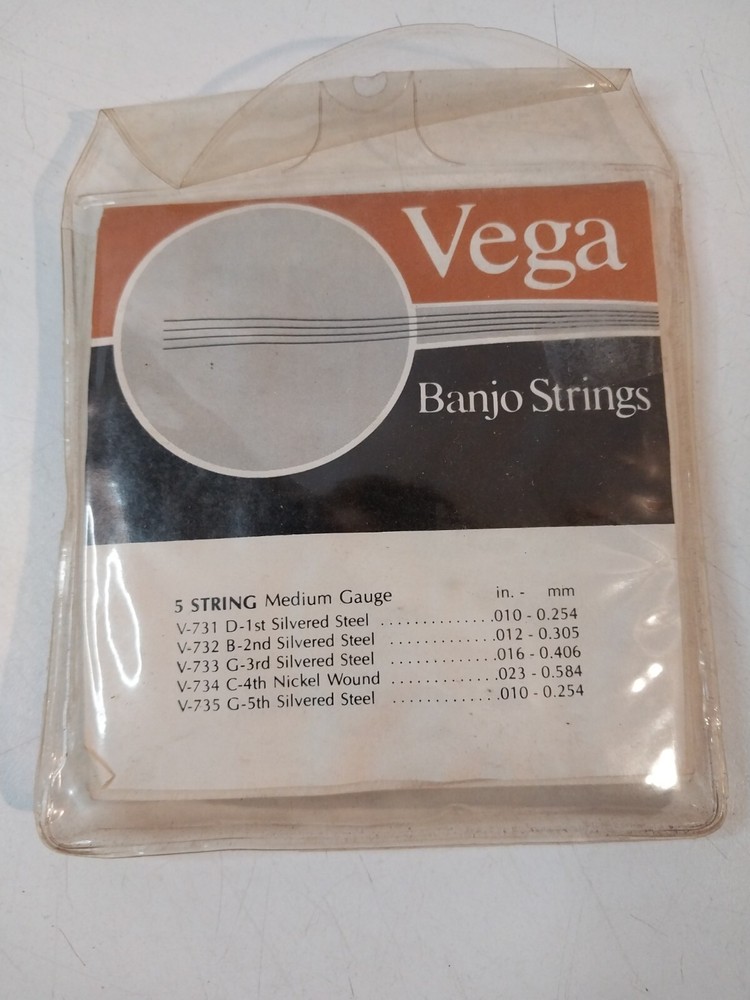 Vega
Banjo Strings
5 STRING Medium Gauge in. - mm
V-731 D-1st Silvered Steel ..............010 - 0.254
V-732 B-2nd Silvered Steel .............012 - 0.305
V-733 G-3rd Silvered Steel .............016 - 0.406
V-734 C-4th Nickel Wound .............023 - 0.584
V-735 G-5th Silvered Steel .............010 - 0.254